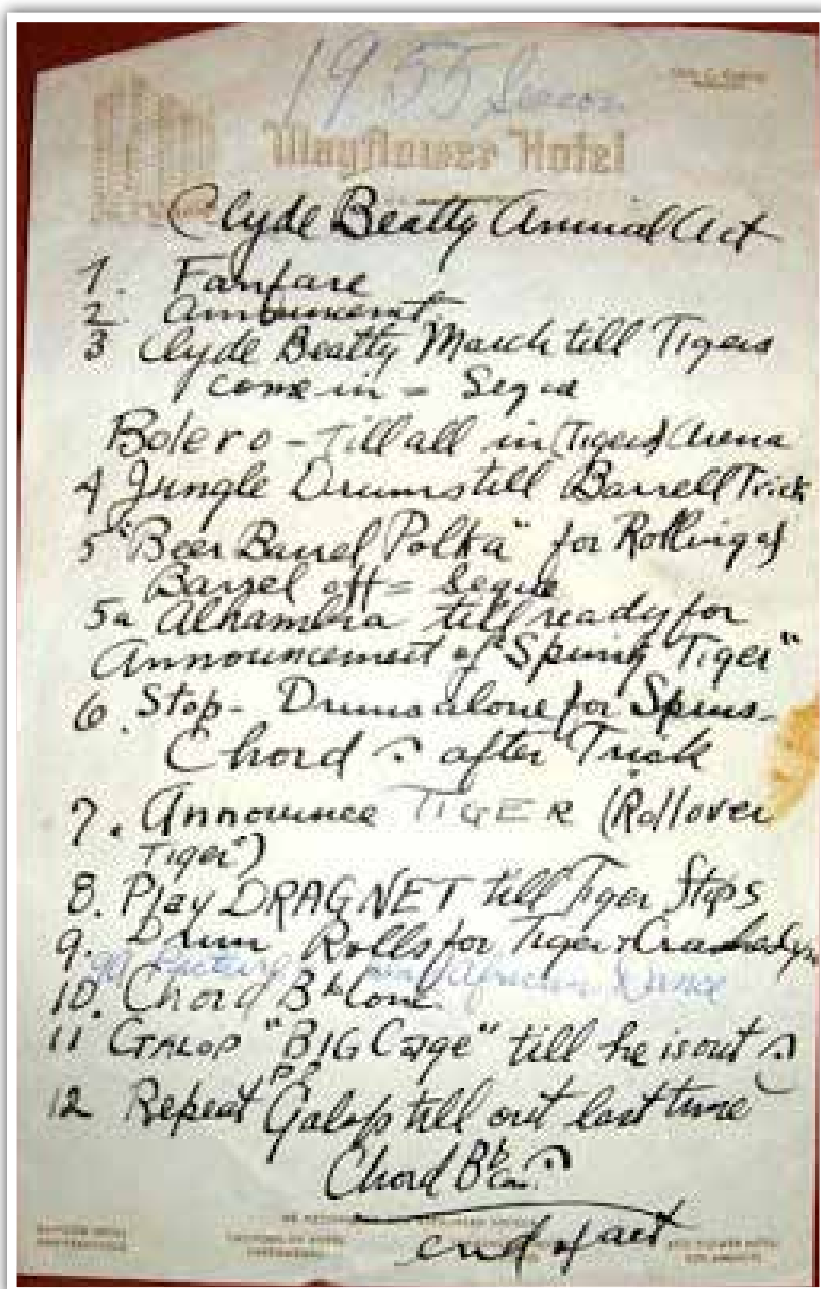 1955 Season
Mayflower Hotel
Clyde Beatty Animal Act
1. Fanfare
2. Announcment.
3 Clyde Beatty March till Tigers
come in = Segue
Bolero - till all in (Tigers) Arena
4 Jungle Drums till Barrell Trick
5 "Beer Barrel Polka" for Rolling of
Barrel off = Segue
5a Alhambra till ready for
Announcement of "Spining Tiger"
6. Stop - Drums alone for Spins -
Chord 𝄐 after Trick
7. Announce TIGER (Rollover
Tiger")
8. Play DRAGNET till Tiger Stops
9. Drum Rolls for Tiger +
African Dance
10. Chord B♭
11 GALOP "BIG Cage" till he is out 𝄐
12 Repeat Galop till out last time
Chord B♭
end of act